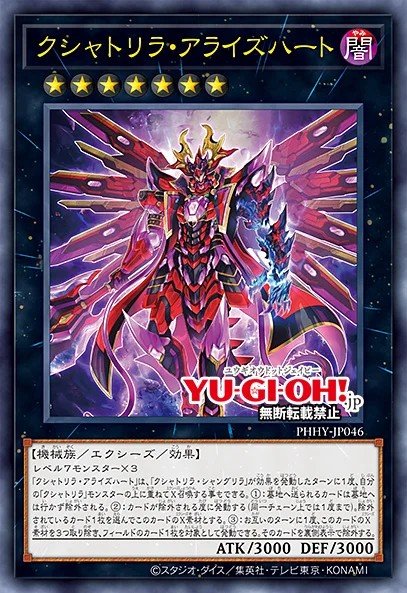 クシャトリラ・アライズハート
やみ
闇
ユウギオウドットジェイピー
YU-GI-OH!.jp
無断転載禁止
PHHY-JP046
【機械族／エクシーズ／効果】
レベル7モンスター×3
「クシャトリラ・アライズハート」は、「クシャトリラ・シャングリラ」が効果を発動したターンに1度、自分
の「クシャトリラ」モンスターの上に重ねてX召喚する事もできる。①：墓地へ送られるカードは墓地へ
は行かず除外される。②：カードが除外される度に発動する（同一チェーン上では1度まで）。除外
されているカード1枚を選んでこのカードのX素材とする。③：お互いのターンに1度、このカードのX
素材を3つ取り除き、フィールドのカード1枚を対象として発動できる。そのカードを裏側表示で除外する。
ATK/3000 DEF/3000
©スタジオ・ダイス／集英社・テレビ東京・KONAMI